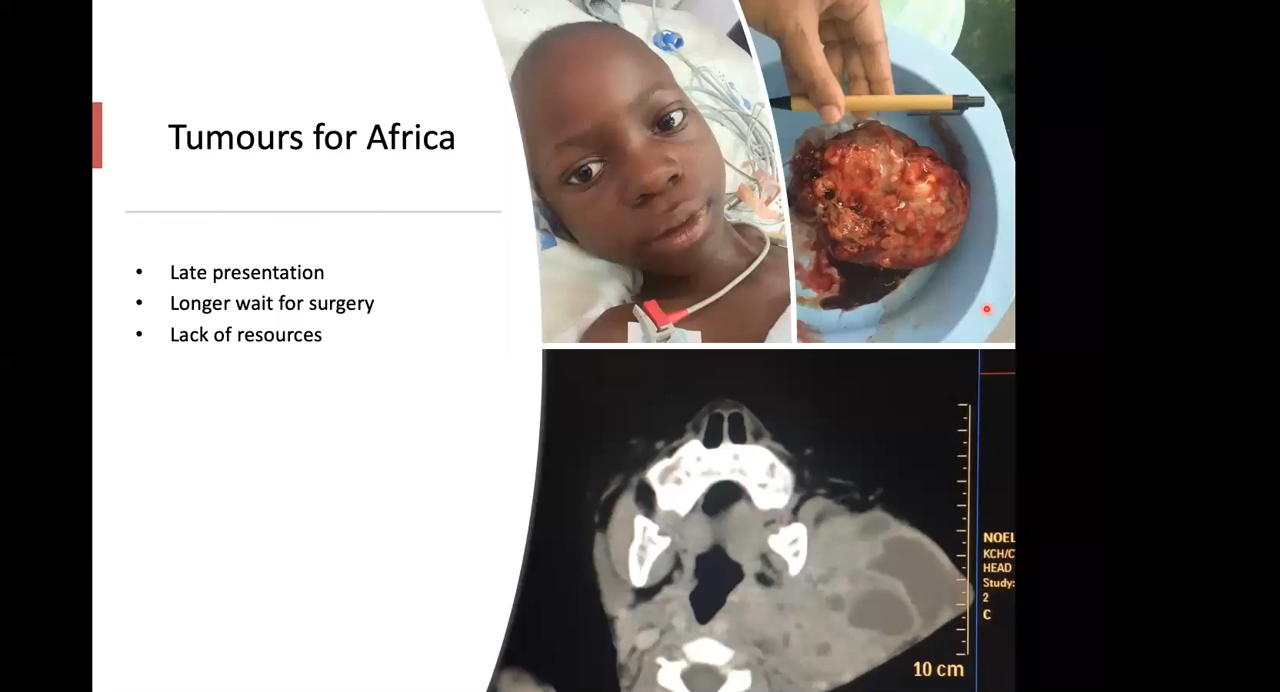 Tumours for Africa
• Late presentation
• Longer wait for surgery
• Lack of resources
NOEL
KCH/C
HEAD
Study:
2
C
10 cm